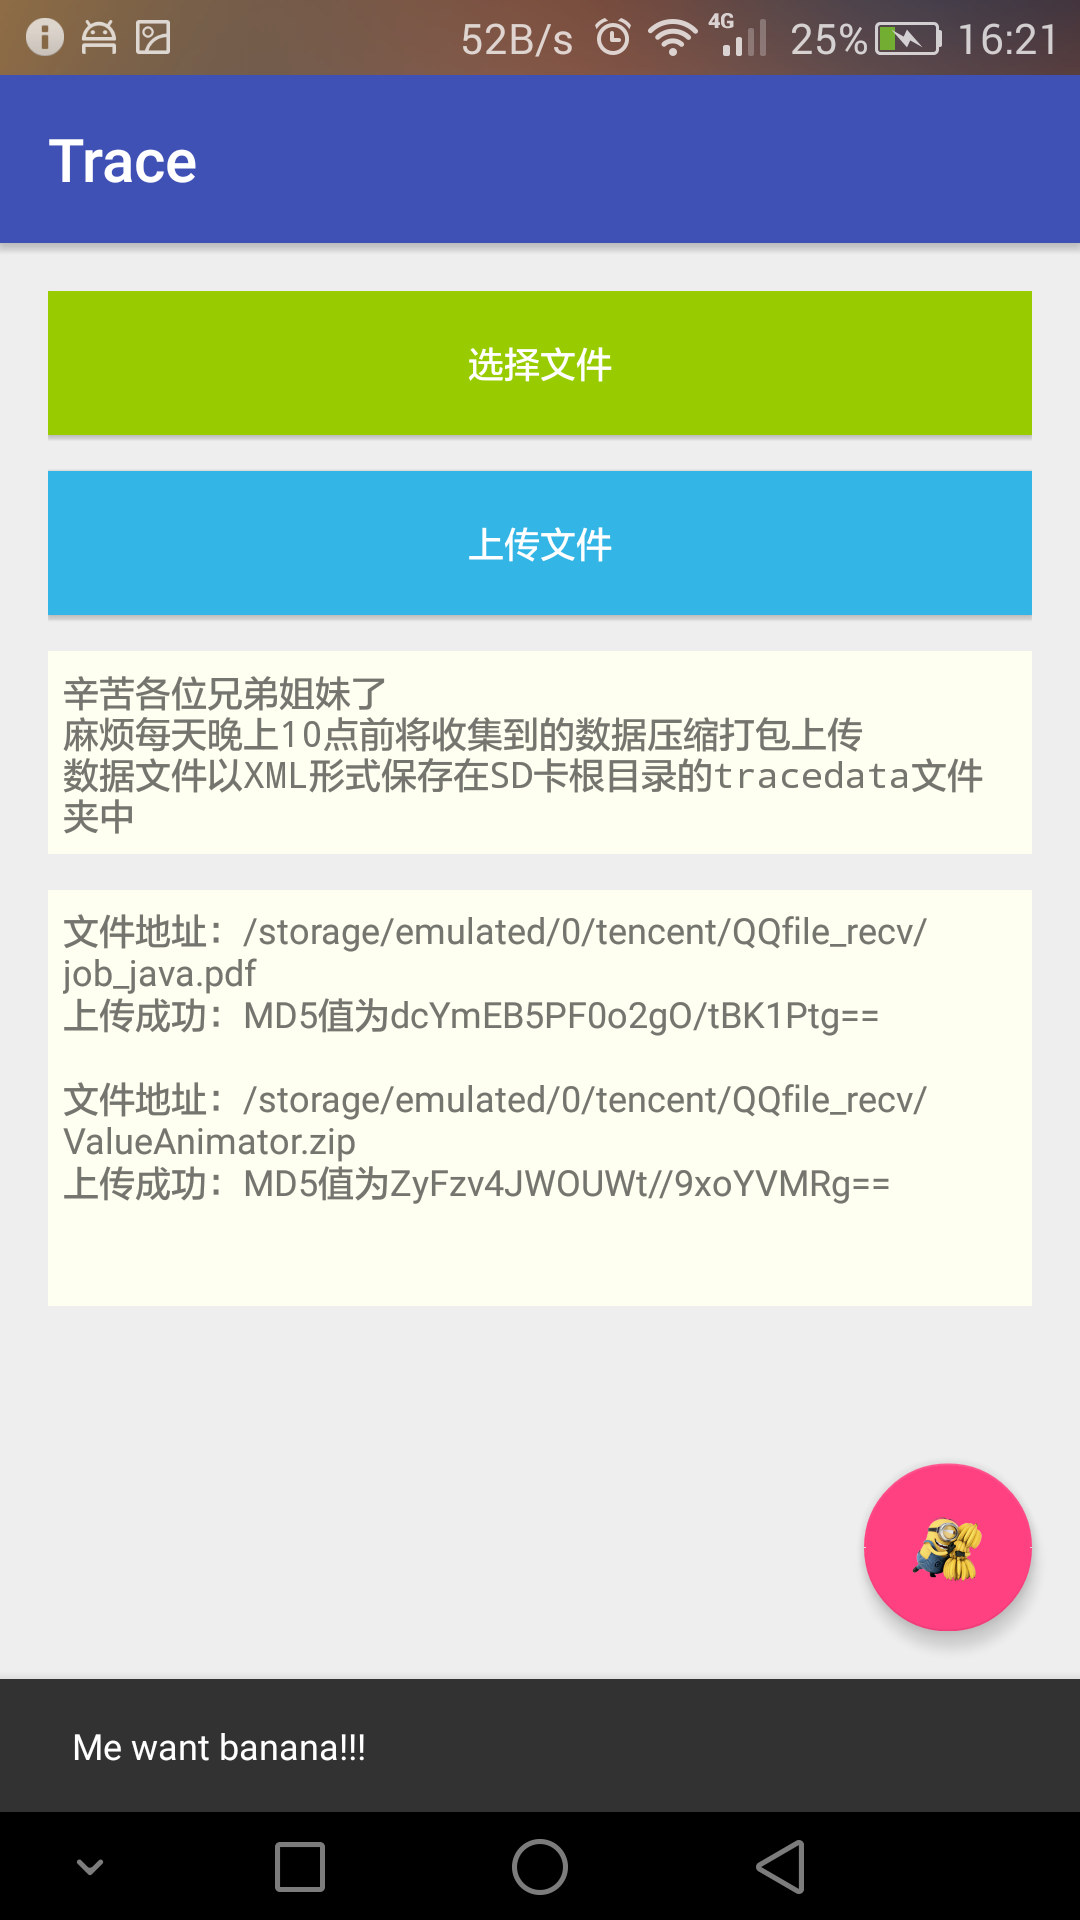 52B/s 4G 25% 16:21
Trace
选择文件
上传文件
辛苦各位兄弟姐妹了
麻烦每天晚上10点前将收集到的数据压缩打包上传
数据文件以XML形式保存在SD卡根目录的tracedata文件
夹中
文件地址：/storage/emulated/0/tencent/QQfile_recv/
job_java.pdf
上传成功：MD5值为dcYmEB5PF0o2gO/tBK1Ptg==
文件地址：/storage/emulated/0/tencent/QQfile_recv/
ValueAnimator.zip
上传成功：MD5值为ZyFzv4JWOUWt//9xoYVMRg==
Me want banana!!!